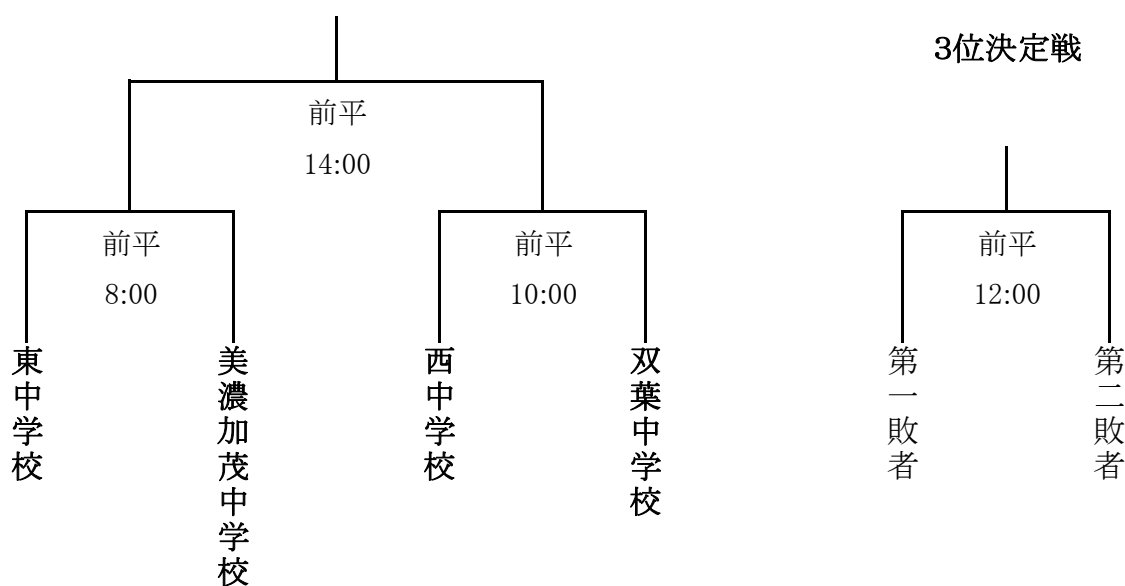 3位決定戦
前平
14:00
前平
8:00
前平
10:00
前平
12:00
東中学校
美濃加茂中学校
西中学校
双葉中学校
第一敗者
第二敗者